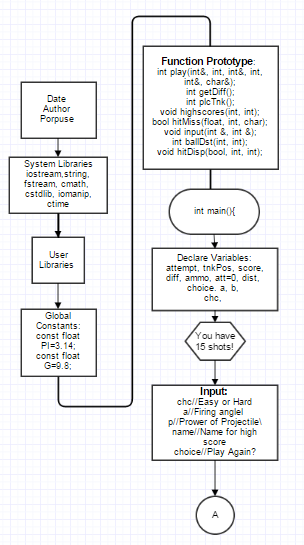 Date
Author
Porpuse
System Libraries
iostream,string,
fstream, cmath,
cstdlib, iomanip,
ctime
User
Libraries
Global
Constants:
const float
PI=3.14;
const float
G=9.8;
Function Prototype:
int play(int&, int, int&, int,
int&, char&);
int getDiff();
int plcTnk();
void highscores(int, int);
bool hitMiss(float, int, char);
void input(int &, int &);
int ballDst(int, int);
void hitDisp(bool, int, int);
int main(){
Declare Variables:
attempt, tnkPos, score,
diff, ammo, att=0, dist,
choice. a, b,
chc,
You have
15 shots!
Input:
chc//Easy or Hard
a//Firing anglel
p//Prower of Projectile\
name//Name for high
score
choice//Play Again?
A